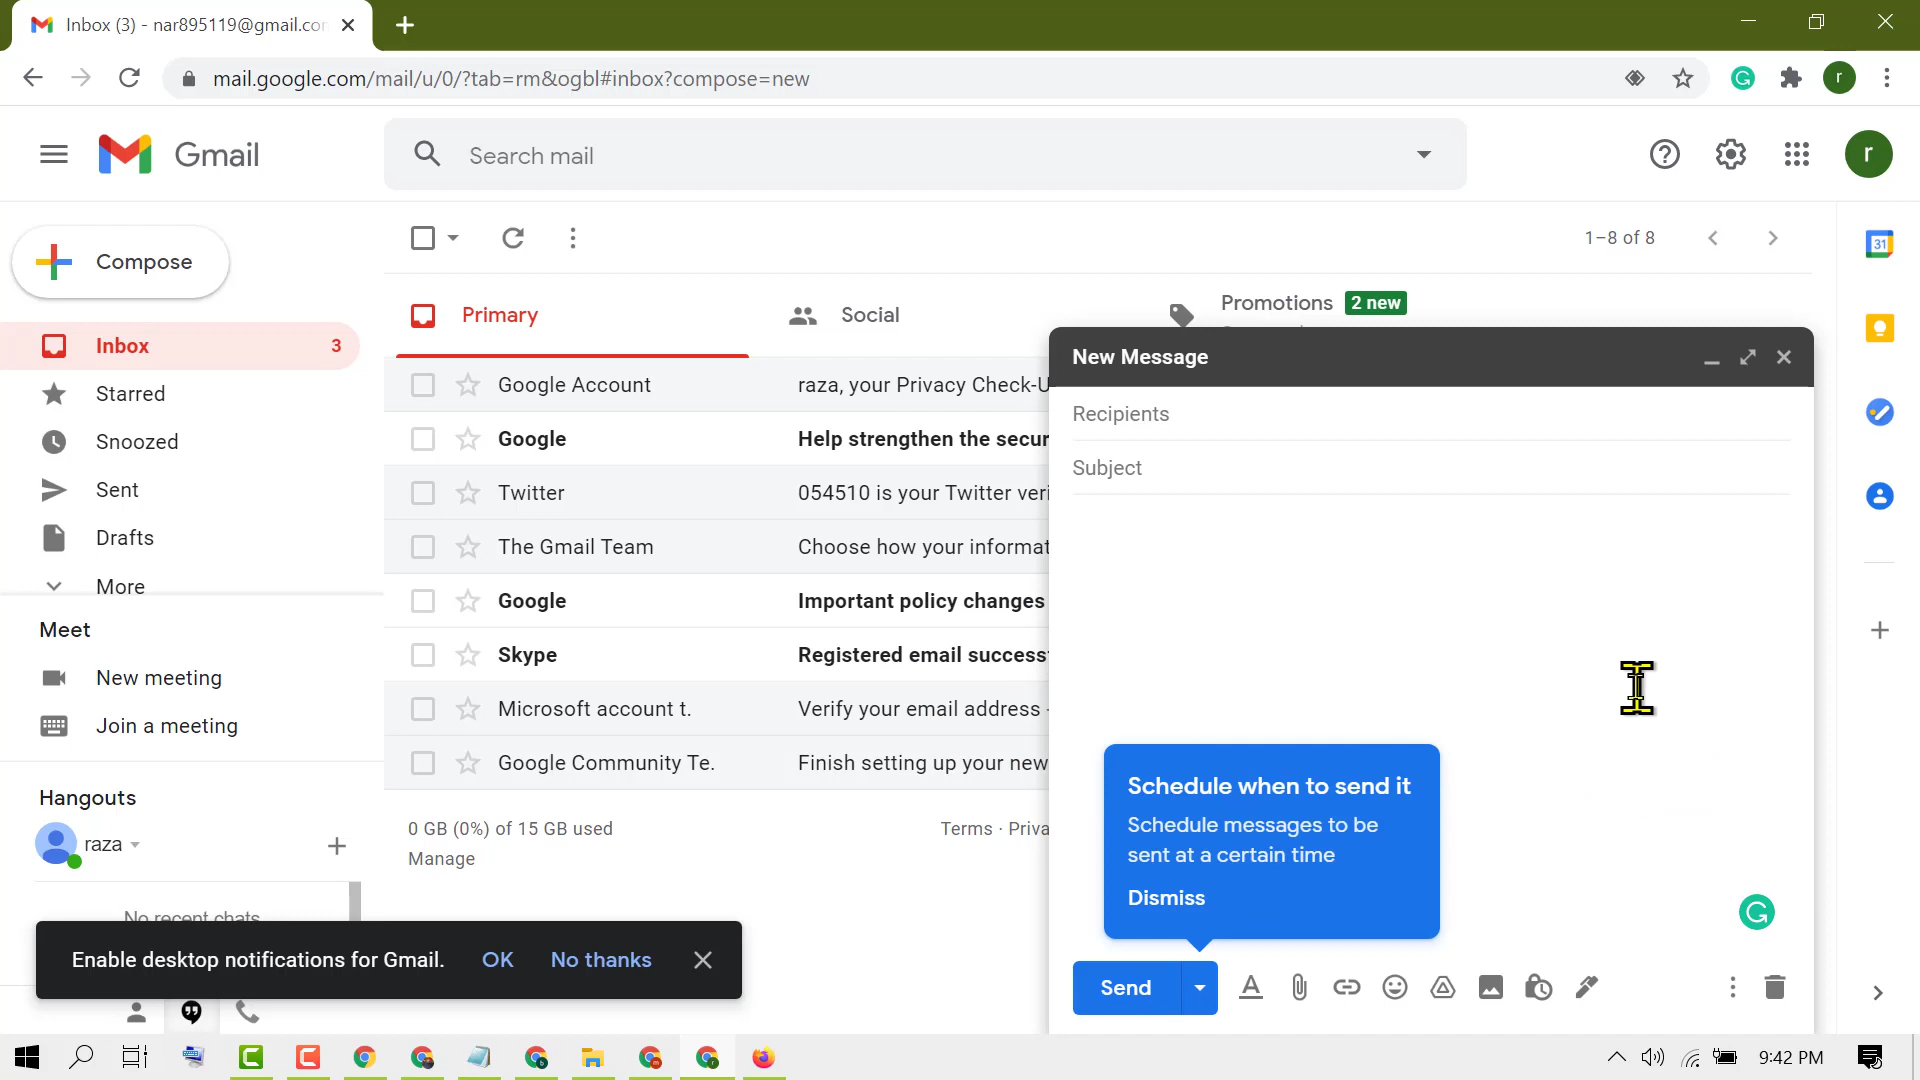 Inbox (3) - nar895119@gmail.co
mail.google.com/mail/u/0/?tab=rm&ogbl#inbox?compose=new
r
Gmail
Search mail
r
Compose
1–8 of 8
31
Inbox 3
Starred
Snoozed
Sent
Drafts
More
Primary
Social
Promotions 2 new
Google Account raza, your Privacy Check-U
Google Help strengthen the secur
Twitter 054510 is your Twitter veri
The Gmail Team Choose how your informat
Google Important policy changes
Skype Registered email success
Microsoft account t. Verify your email address -
Google Community Te. Finish setting up your new
0 GB (0%) of 15 GB used
Manage
Terms · Priva
Meet
New meeting
Join a meeting
Hangouts
raza
No recent chats
Enable desktop notifications for Gmail. OK No thanks
New Message
Recipients
Subject
Schedule when to send it
Schedule messages to be
sent at a certain time
Dismiss
Send
9:42 PM